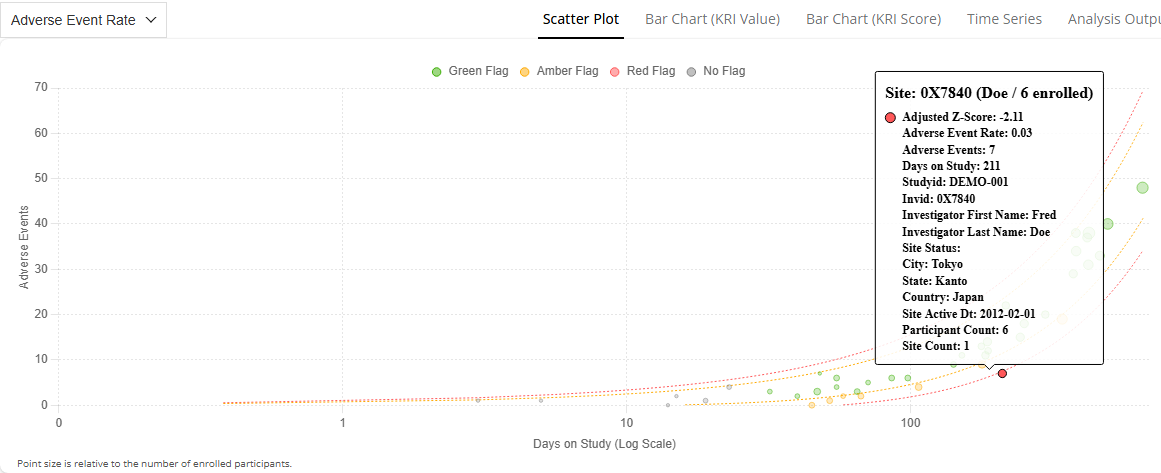 Adverse Event Rate
Scatter Plot
Bar Chart (KRI Value)
Bar Chart (KRI Score)
Time Series
Analysis Outpu
Green Flag
Amber Flag
Red Flag
No Flag
Site: 0X7840 (Doe / 6 enrolled)
Adjusted Z-Score: -2.11
Adverse Event Rate: 0.03
Adverse Events: 7
Days on Study: 211
Studyid: DEMO-001
Invid: 0X7840
Investigator First Name: Fred
Investigator Last Name: Doe
Site Status:
City: Tokyo
State: Kanto
Country: Japan
Site Active Dt: 2012-02-01
Participant Count: 6
Site Count: 1
Adverse Events
70
60
50
40
30
20
10
0
0
1
10
100
Days on Study (Log Scale)
Point size is relative to the number of enrolled participants.